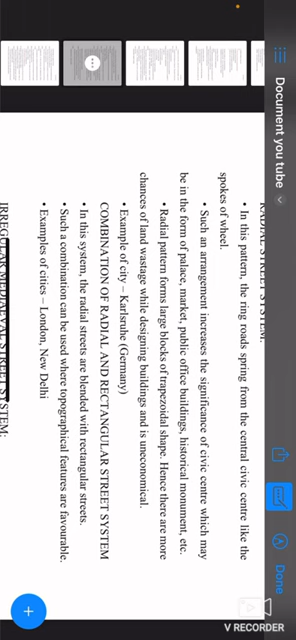 Document you tube
Done
RADIAL STREET SYSTEM:
• In this pattern, the ring roads spring from the central civic centre like the
spokes of wheel.
• Such an arrangement increases the significance of civic centre which may
be in the form of palace, market, public office buildings, historical monument, etc.
• Radial pattern forms large blocks of trapezoidal shape. Hence there are more
chances of land wastage while designing buildings and is uneconomical.
• Example of city – Karlsruhe (Germany)
COMBINATION OF RADIAL AND RECTANGULAR STREET SYSTEM
• In this system, the radial streets are blended with rectangular streets.
• Such a combination can be used where topographical features are favourable.
• Examples of cities – London, New Delhi
IRREGULAR MEDIAEVAL STREET SYSTEM:
V RECORDER